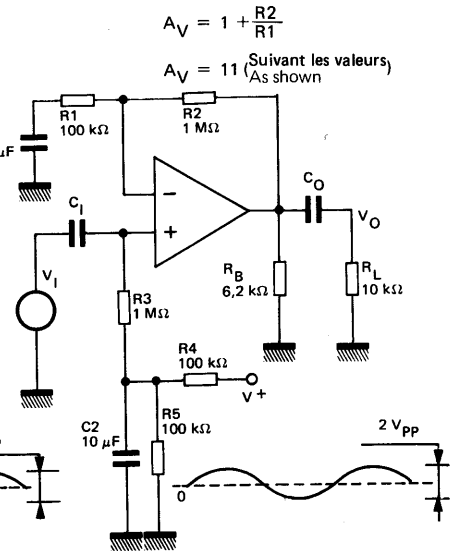 A_V = 1 + R2/R1
A_V = 11 (Suivant les valeurs / As shown)
R1
100 kΩ
R2
1 MΩ
µF
C_I
−
+
C_O
V_O
V_I
R_B
6,2 kΩ
R_L
10 kΩ
R3
1 MΩ
R4
100 kΩ
V+
C2
10 µF
R5
100 kΩ
2 V_PP
0